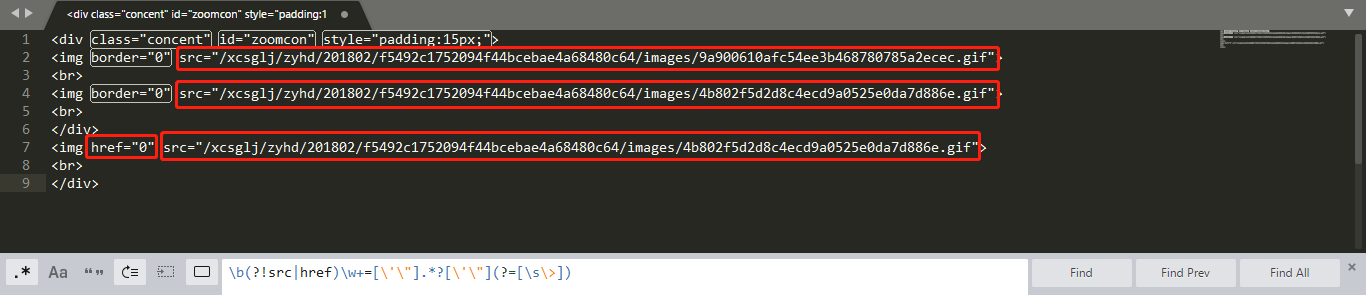 <div class="concent" id="zoomcon" style="padding:1
1 <div class="concent" id="zoomcon" style="padding:15px;">
2 <img border="0" src="/xcsglj/zyhd/201802/f5492c1752094f44bcebae4a68480c64/images/9a900610afc54ee3b468780785a2ecec.gif">
3 <br>
4 <img border="0" src="/xcsglj/zyhd/201802/f5492c1752094f44bcebae4a68480c64/images/4b802f5d2d8c4ecd9a0525e0da7d886e.gif">
5 <br>
6 </div>
7 <img href="0" src="/xcsglj/zyhd/201802/f5492c1752094f44bcebae4a68480c64/images/4b802f5d2d8c4ecd9a0525e0da7d886e.gif">
8 <br>
9 </div>
.* Aa “” \b(?!src|href)\w+=[\'\"].*?[\'\"](?=[\s\>]) Find Find Prev Find All ×